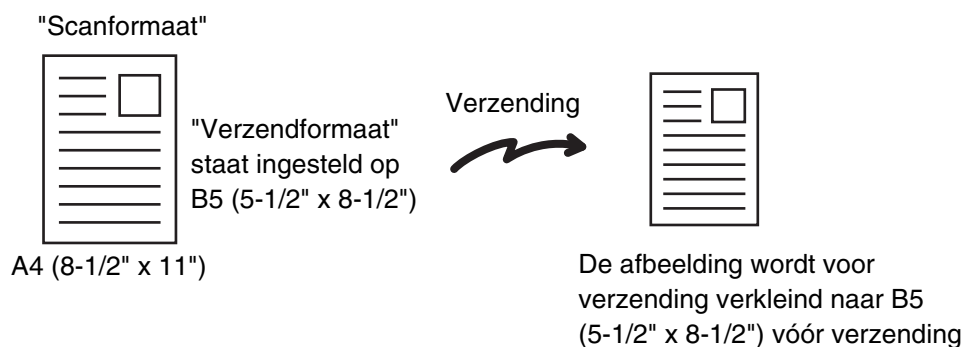 "Scanformaat"
"Verzendformaat"
staat ingesteld op
B5 (5-1/2" x 8-1/2")
A4 (8-1/2" x 11")
Verzending
De afbeelding wordt voor
verzending verkleind naar B5
(5-1/2" x 8-1/2") vóór verzending